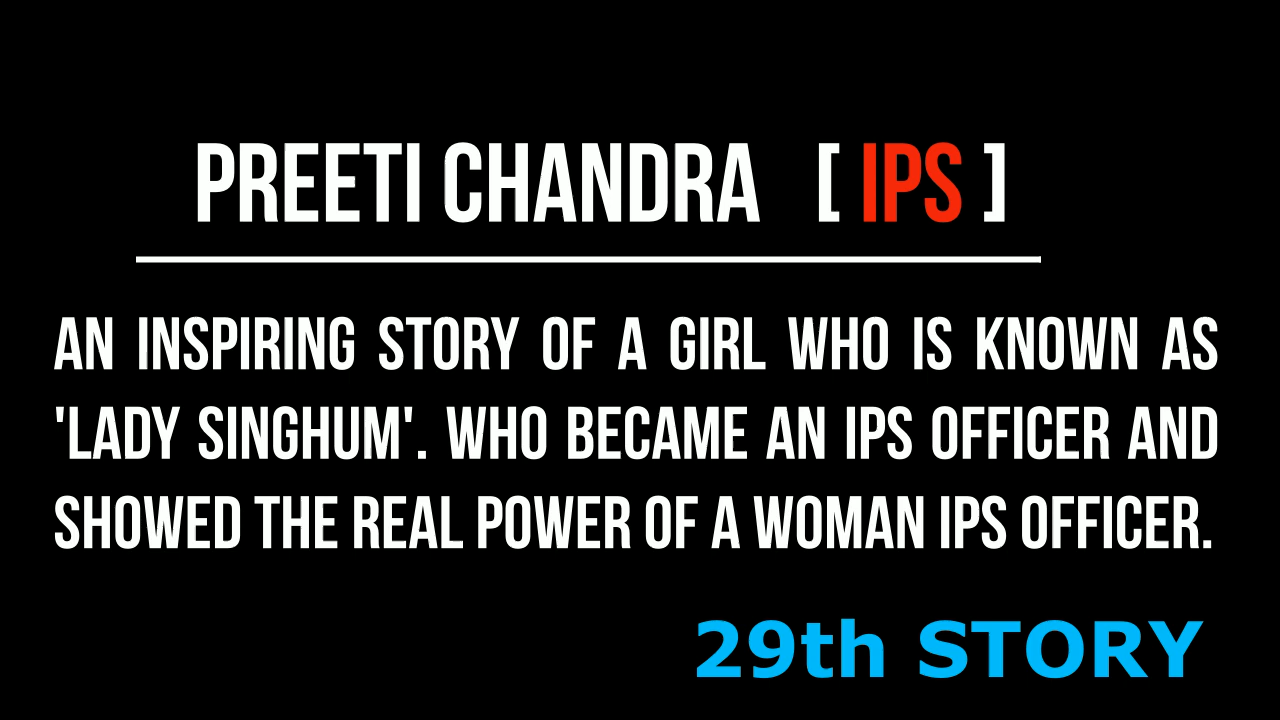 PREETI CHANDRA [ IPS ]
AN INSPIRING STORY OF A GIRL WHO IS KNOWN AS
'LADY SINGHUM'. WHO BECAME AN IPS OFFICER AND
SHOWED THE REAL POWER OF A WOMAN IPS OFFICER.
29th STORY